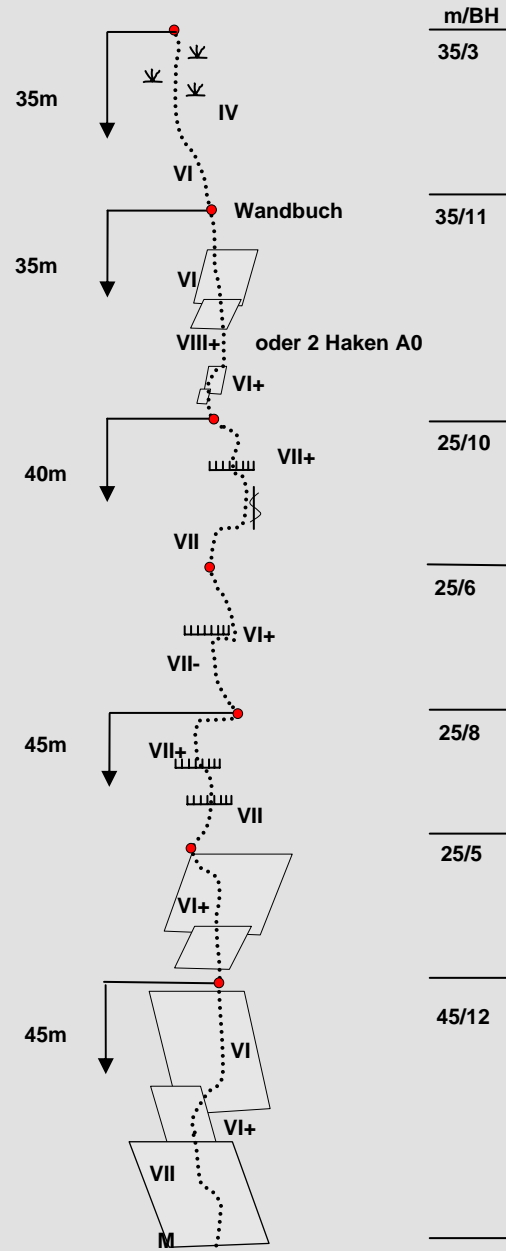 m/BH
35/3
35m
IV
VI
Wandbuch
35/11
35m
VI
VIII+ oder 2 Haken A0
VI+
25/10
VII+
40m
VII
25/6
VI+
VII-
25/8
45m
VII+
VII
25/5
VI+
45/12
45m
VI
VI+
VII
M